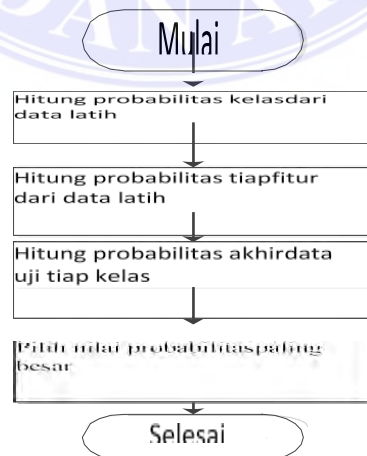 Mulai
Hitung probabilitas kelasdari
data latih
Hitung probabilitas tiapfitur
dari data latih
Hitung probabilitas akhirdata
uji tiap kelas
Pilih nilai probabilitaspaling
besar
Selesai